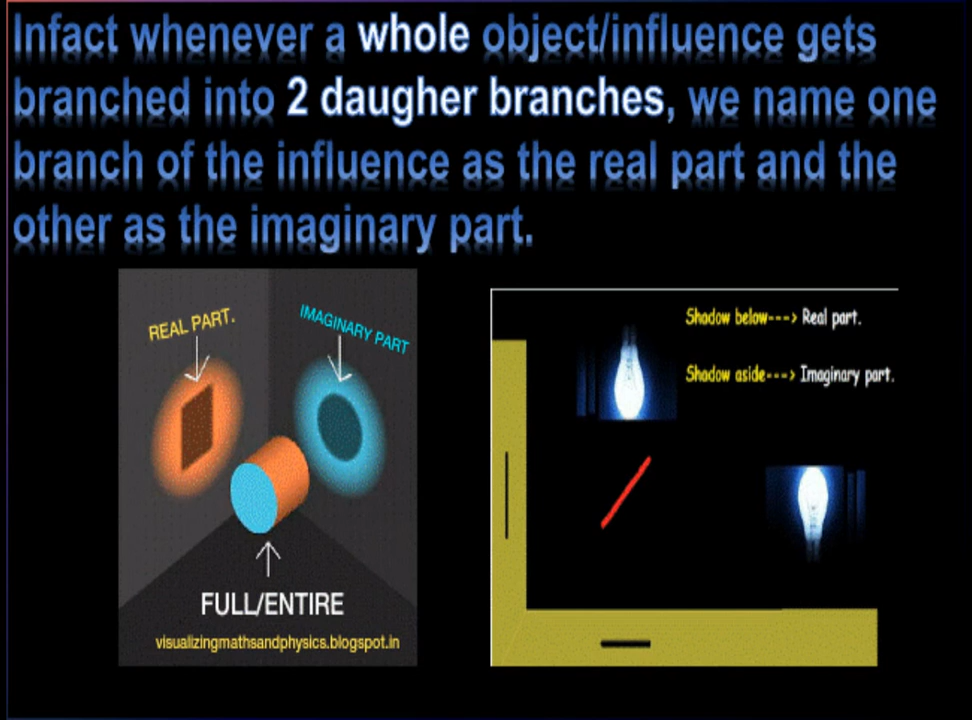 Infact whenever a whole object/influence gets
branched into 2 daugher branches, we name one
branch of the influence as the real part and the
other as the imaginary part.
REAL PART.
IMAGINARY PART
FULL/ENTIRE
visualizingmathsandphysics.blogspot.in
Shadow below---> Real part.
Shadow aside---> Imaginary part.